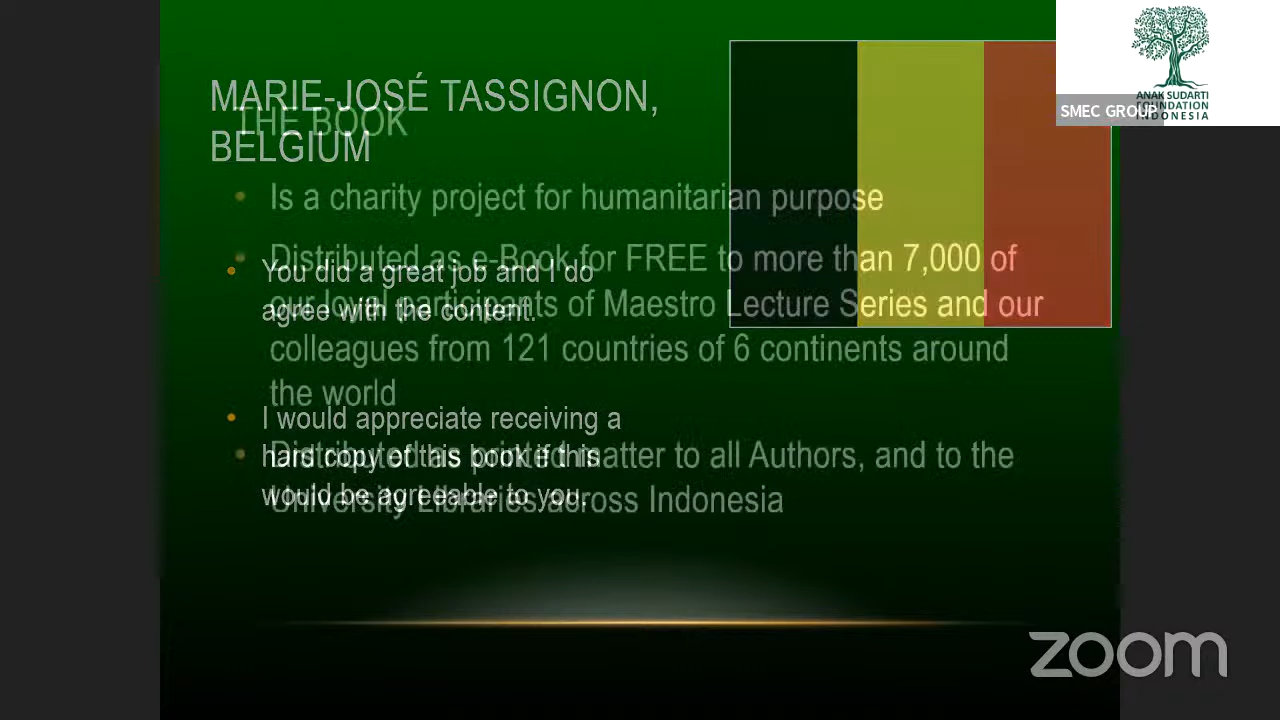 MARIE-JOSÉ TASSIGNON,
BELGIUM
THE BOOK
• Is a charity project for humanitarian purpose
• Distributed as e-Book for FREE to more than 7,000 of
our loyal participants of Maestro Lecture Series and our
colleagues from 121 countries of 6 continents around
the world
• Distributed as printed matter to all Authors, and to the
University Libraries across Indonesia
• You did a great job and I do
agree with the content.
• I would appreciate receiving a
hard copy of this book if this
would be agreeable to you.
ANAK SUDARTI
FOUNDATION
INDONESIA
SMEC GROUP
zoom